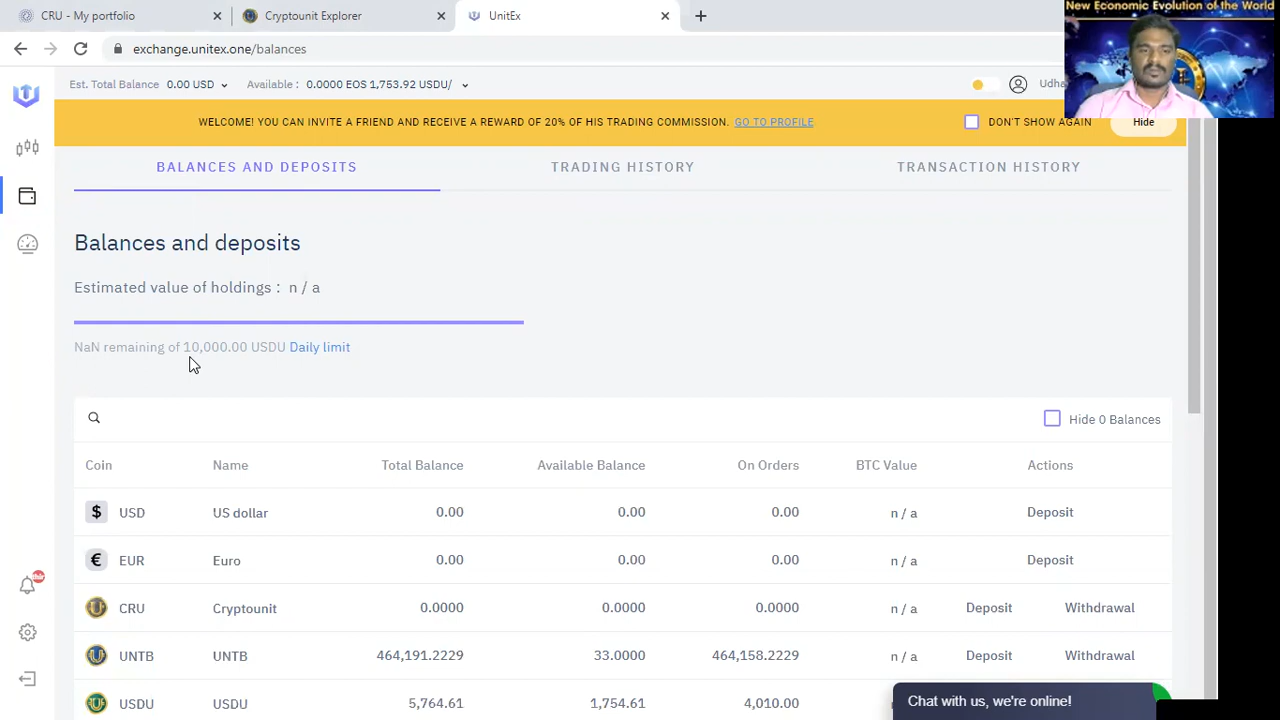 CRU - My portfolio
Cryptounit Explorer
UnitEx
New Economic Evolution of the World
exchange.unitex.one/balances
Est. Total Balance 0.00 USD
Available : 0.0000 EOS 1,753.92 USDU/
Udha
WELCOME! YOU CAN INVITE A FRIEND AND RECEIVE A REWARD OF 20% OF HIS TRADING COMMISSION. GO TO PROFILE
DON'T SHOW AGAIN
Hide
BALANCES AND DEPOSITS
TRADING HISTORY
TRANSACTION HISTORY
Balances and deposits
Estimated value of holdings : n / a
NaN remaining of 10,000.00 USDU Daily limit
Hide 0 Balances
Coin Name Total Balance Available Balance On Orders BTC Value Actions
$ USD US dollar 0.00 0.00 0.00 n / a Deposit
€ EUR Euro 0.00 0.00 0.00 n / a Deposit
CRU Cryptounit 0.0000 0.0000 0.0000 n / a Deposit Withdrawal
UNTB UNTB 464,191.2229 33.0000 464,158.2229 n / a Deposit Withdrawal
USDU USDU 5,764.61 1,754.61 4,010.00
Chat with us, we're online!